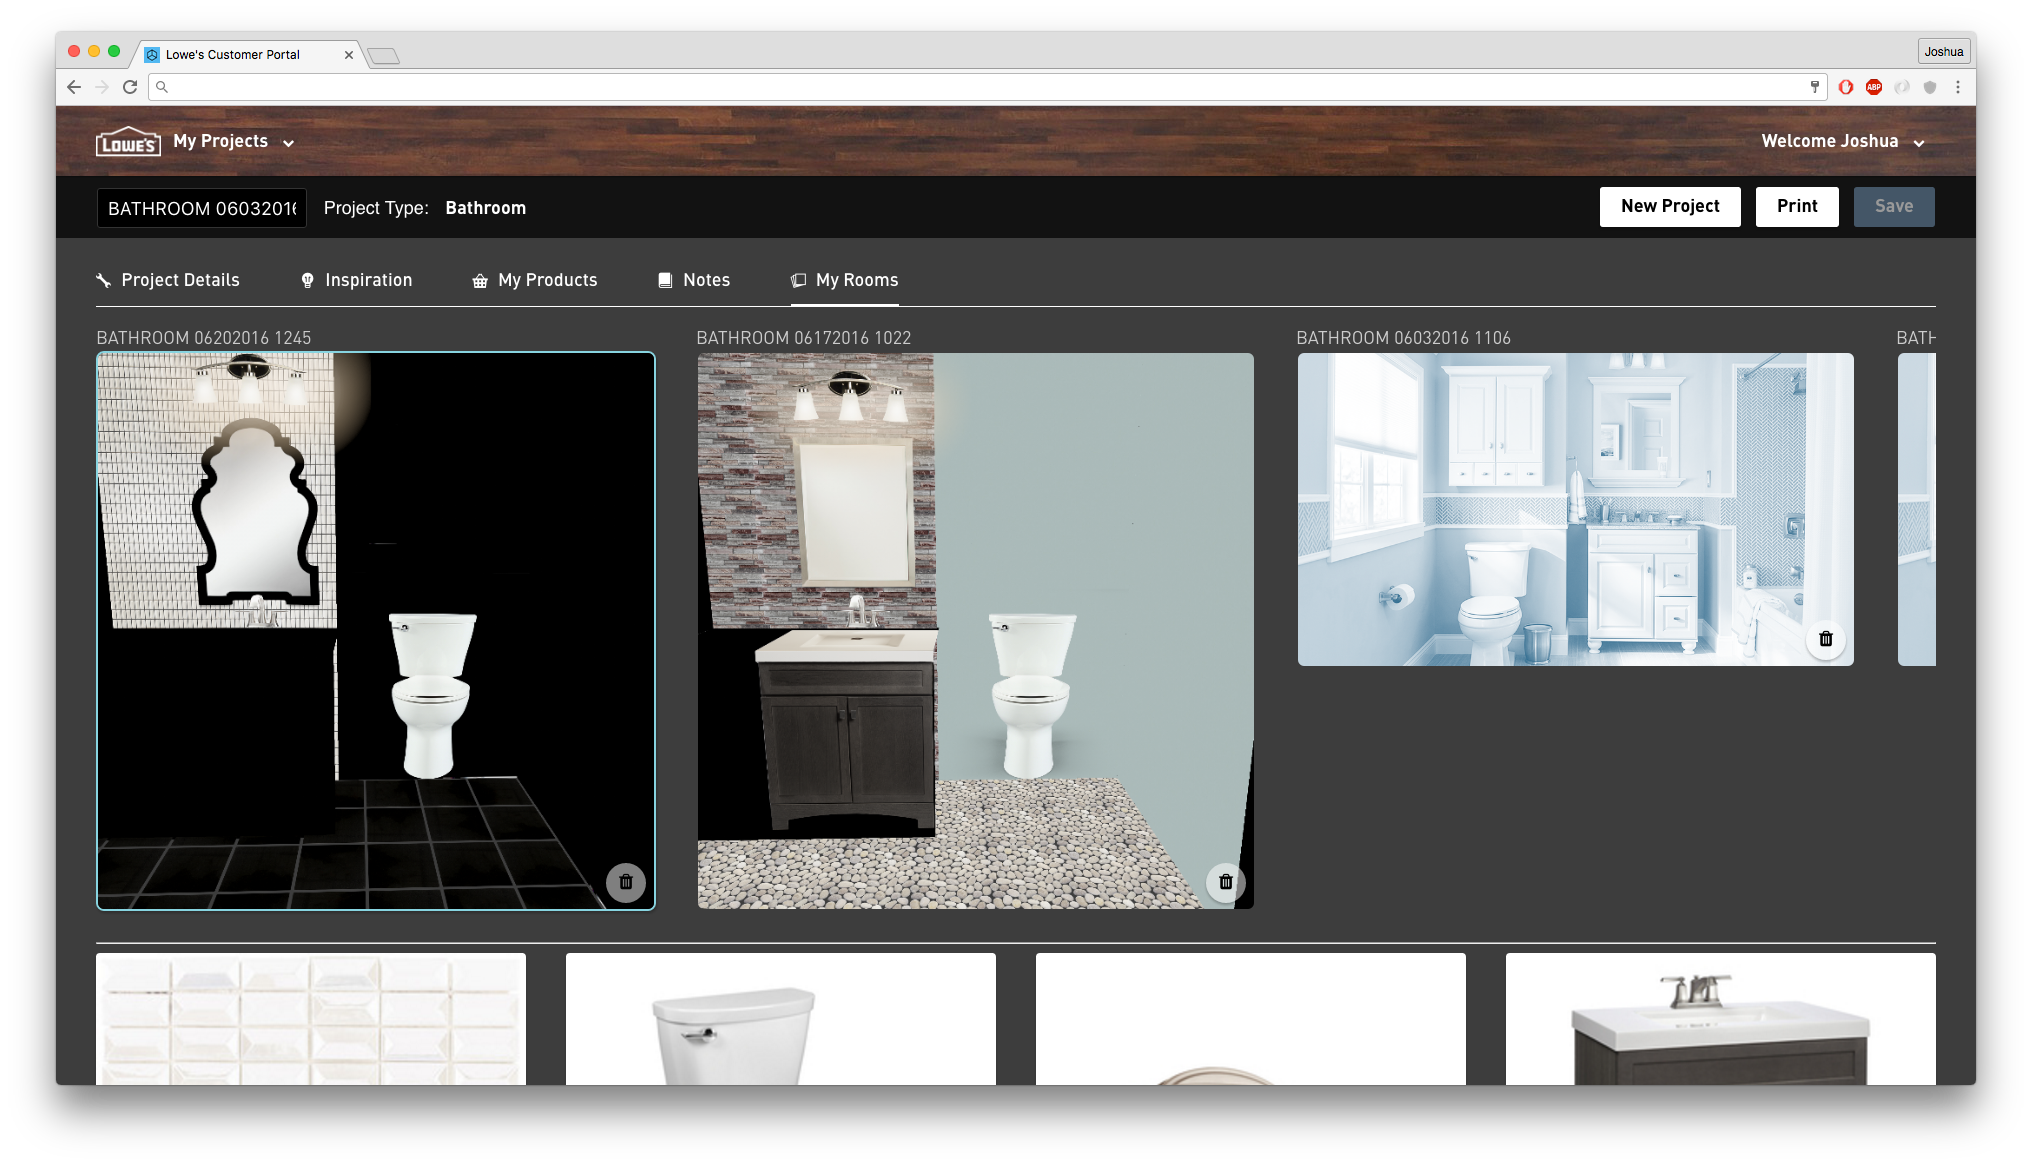 Lowe's Customer Portal
Joshua
ABP
LOWE'S My Projects
Welcome Joshua
BATHROOM 0603201
Project Type: Bathroom
New Project
Print
Save
Project Details
Inspiration
My Products
Notes
My Rooms
BATHROOM 06202016 1245
BATHROOM 06172016 1022
BATHROOM 06032016 1106
BATH